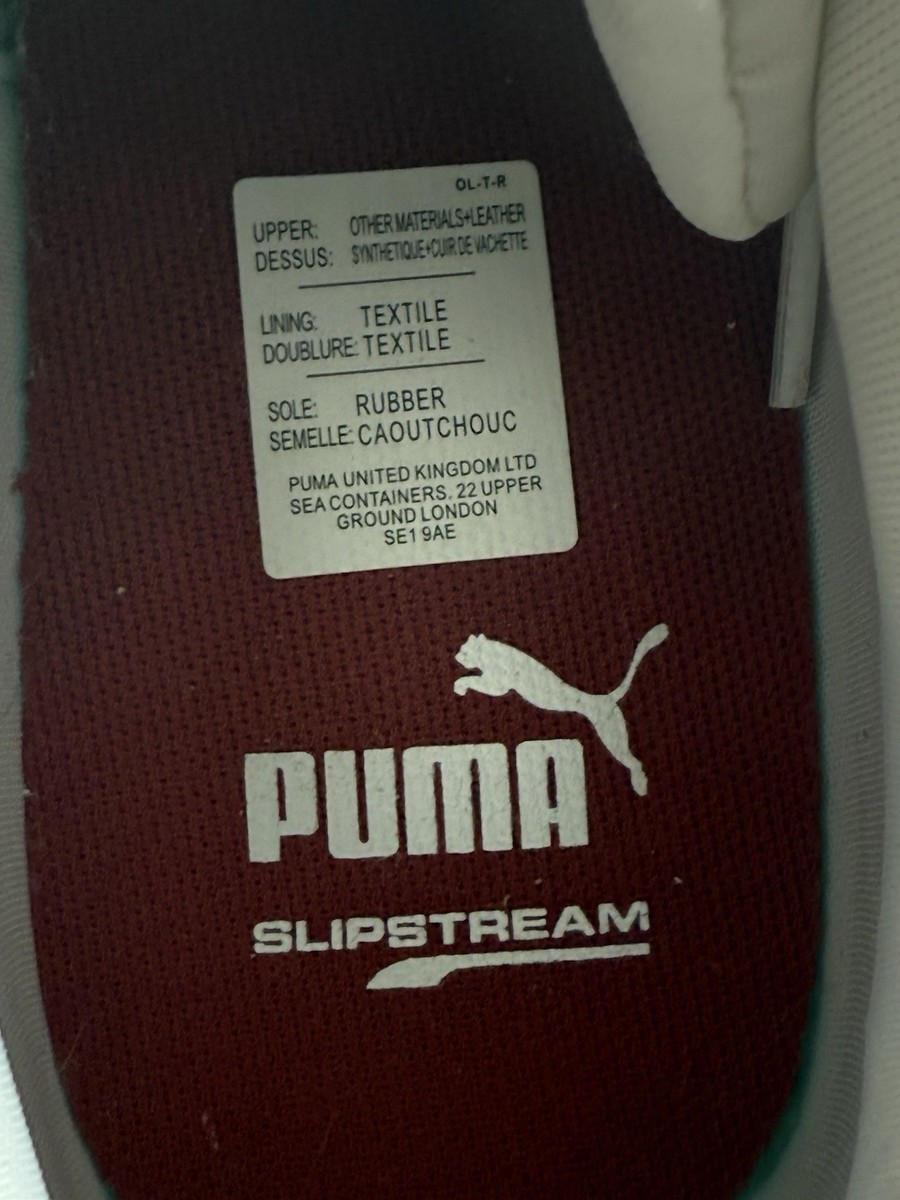 OL-T-R
UPPER: OTHER MATERIALS+LEATHER
DESSUS: SYNTHETIQUE+CUIR DE VACHETTE
LINING: TEXTILE
DOUBLURE: TEXTILE
SOLE: RUBBER
SEMELLE: CAOUTCHOUC
PUMA UNITED KINGDOM LTD
SEA CONTAINERS, 22 UPPER
GROUND LONDON
SE1 9AE
PUMA
SLIPSTREAM